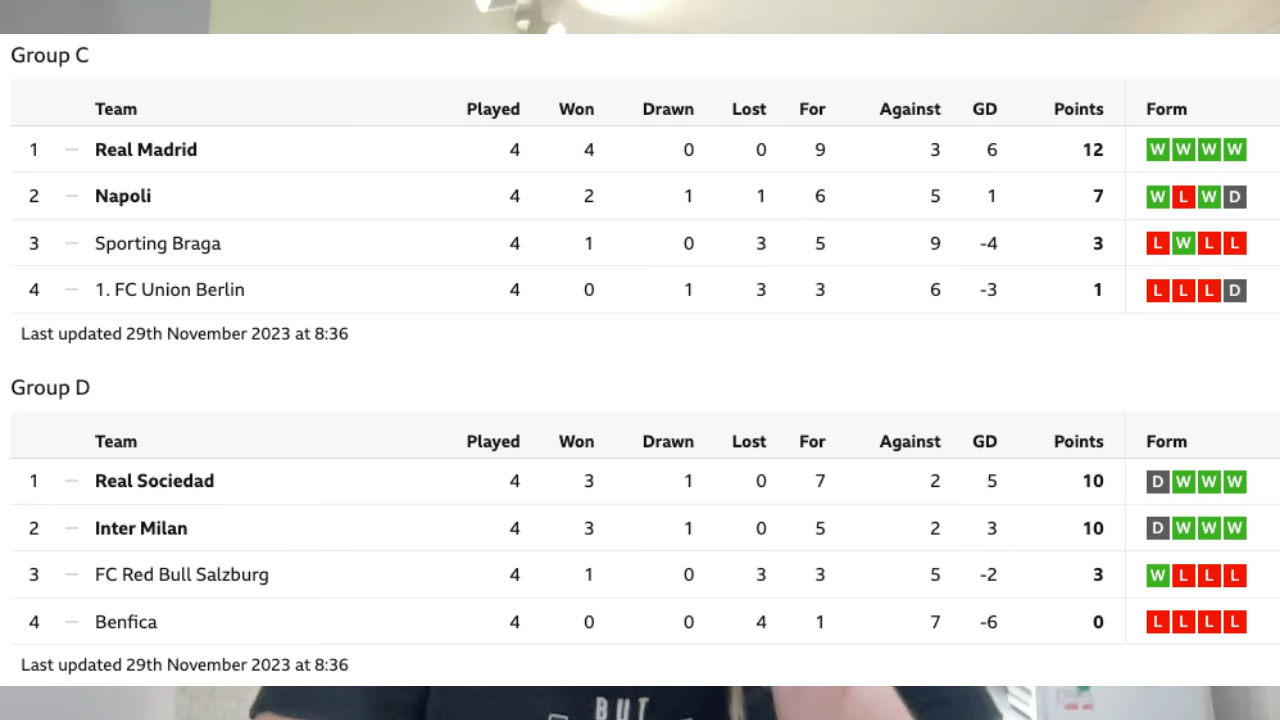 Group C
Team Played Won Drawn Lost For Against GD Points Form
1 Real Madrid 4 4 0 0 9 3 6 12 W W W W
2 Napoli 4 2 1 1 6 5 1 7 W L W D
3 Sporting Braga 4 1 0 3 5 9 -4 3 L W L L
4 1. FC Union Berlin 4 0 1 3 3 6 -3 1 L L L D
Last updated 29th November 2023 at 8:36
Group D
Team Played Won Drawn Lost For Against GD Points Form
1 Real Sociedad 4 3 1 0 7 2 5 10 D W W W
2 Inter Milan 4 3 1 0 5 2 3 10 D W W W
3 FC Red Bull Salzburg 4 1 0 3 3 5 -2 3 W L L L
4 Benfica 4 0 0 4 1 7 -6 0 L L L L
Last updated 29th November 2023 at 8:36
BUT